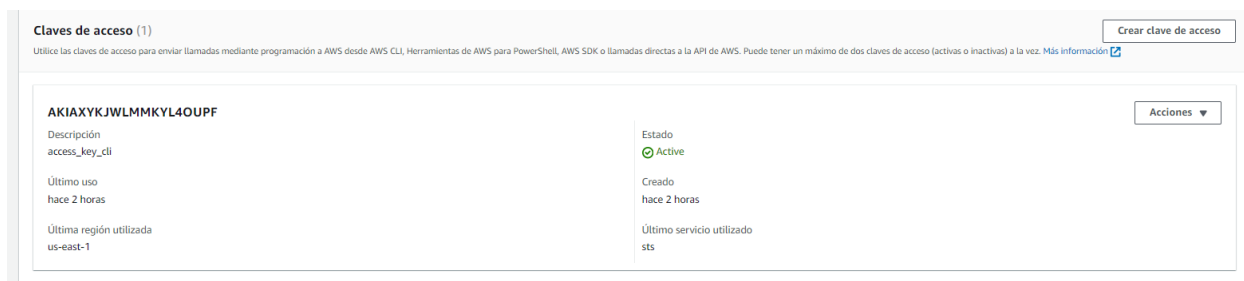 Claves de acceso (1)
Crear clave de acceso
Utilice las claves de acceso para enviar llamadas mediante programación a AWS desde AWS CLI, Herramientas de AWS para PowerShell, AWS SDK o llamadas directas a la API de AWS. Puede tener un máximo de dos claves de acceso (activas o inactivas) a la vez. Más información
AKIAXYKJWLMMKYL4OUPF
Acciones
Descripción
access_key_cli
Estado
Active
Último uso
hace 2 horas
Creado
hace 2 horas
Última región utilizada
us-east-1
Último servicio utilizado
sts